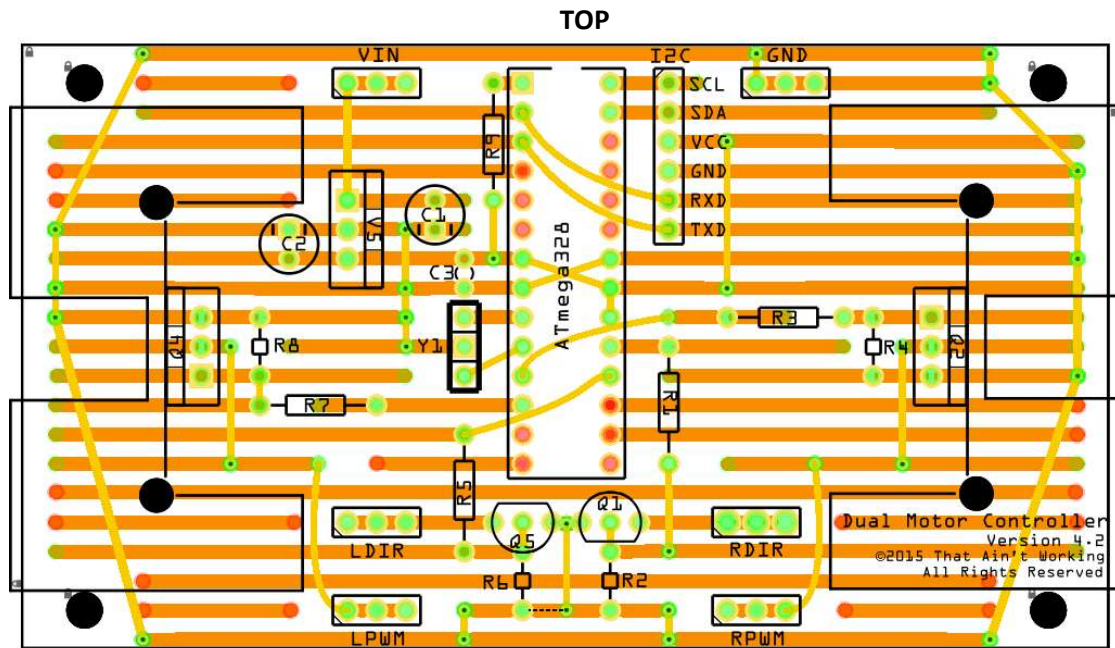 TOP
VIN
I2C
GND
SCL
SDA
VCC
GND
RXD
TXD
R9
C1
C2
V5
C3
ATmega328
Y1
Q4
R8
R7
R3
R4
Q2
R1
R5
Q1
Q5
LDIR
RDIR
R6
R2
LPWM
RPWM
Dual Motor Controller
Version 4.2
©2015 That Ain't Working
All Rights Reserved